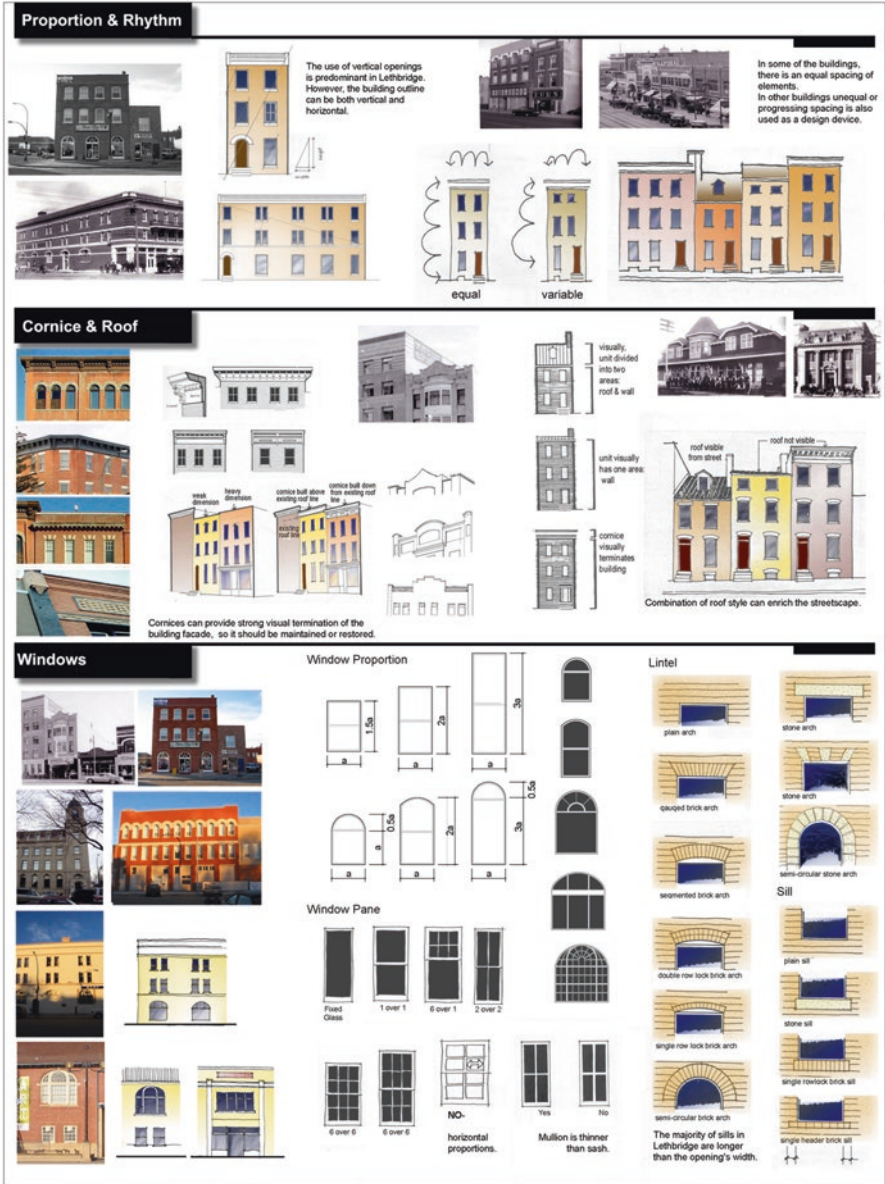 Proportion & Rhythm
The use of vertical openings
is predominant in Lethbridge.
However, the building outline
can be both vertical and
horizontal.
In some of the buildings,
there is an equal spacing of
elements.
In other buildings unequal or
progressing spacing is also
used as a design device.
equal
variable
Cornice & Roof
weak
dimension
heavy
dimension
cornice built above
existing roof line
cornice built down
from existing roof
line
existing
roof line
Cornices can provide strong visual termination of the
building facade, so it should be maintained or restored.
visually,
unit divided
into two
areas:
roof & wall
unit visually
has one area:
wall
cornice
visually
terminates
building
roof visible
from street
roof not visible
Combination of roof style can enrich the streetscape.
Windows
Window Proportion
1.5a
2a
3a
a
a
a
0.5a
a
0.5a
2a
3a
a
a
a
Window Pane
Fixed
Glass
1 over 1
6 over 1
2 over 2
6 over 6
6 over 6
NO-
horizontal
proportions.
Yes
No
Mullion is thinner
than sash.
Lintel
plain arch
gauged brick arch
segmented brick arch
double row lock brick arch
single row lock brick arch
semi-circular brick arch
The majority of sills in
Lethbridge are longer
than the opening's width.
stone arch
stone arch
semi-circular stone arch
Sill
plain sill
stone sill
single rowlock brick sill
single header brick sill